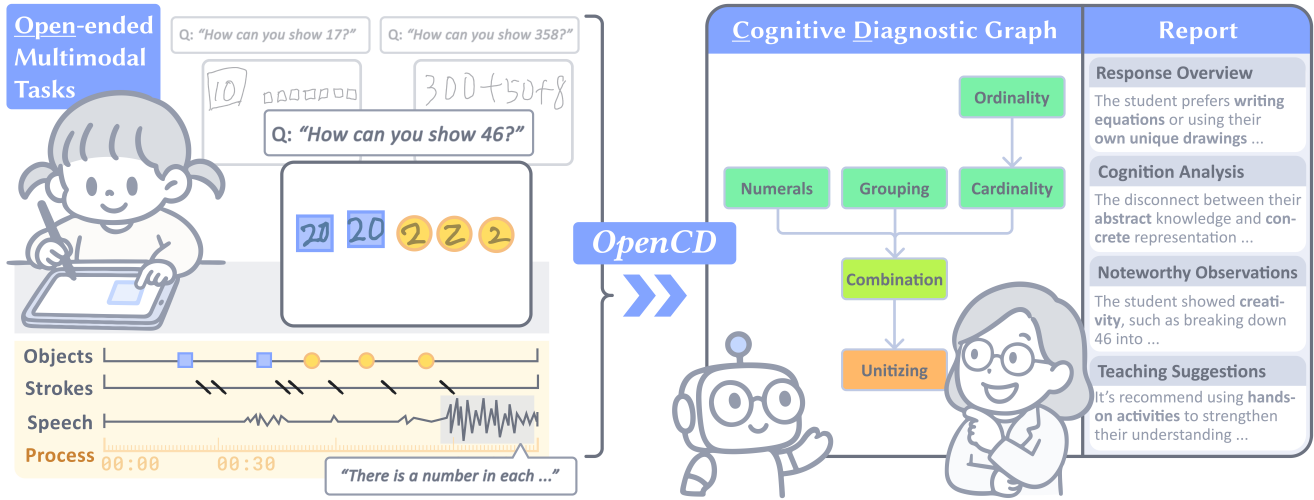 Open-ended
Multimodal
Tasks
Q: “How can you show 17?”
Q: “How can you show 358?”
10
300+50+8
Q: “How can you show 46?”
20 20 2 2 2
Objects
Strokes
Speech
Process
00:00 00:30
“There is a number in each ...”
OpenCD
Cognitive Diagnostic Graph
Ordinality
Numerals Grouping Cardinality
Combination
Unitizing
Report
Response Overview
The student prefers writing
equations or using their
own unique drawings ...
Cognition Analysis
The disconnect between their
abstract knowledge and con-
crete representation ...
Noteworthy Observations
The student showed creati-
vity, such as breaking down
46 into ...
Teaching Suggestions
It’s recommend using hands-
on activities to strengthen
their understanding ...